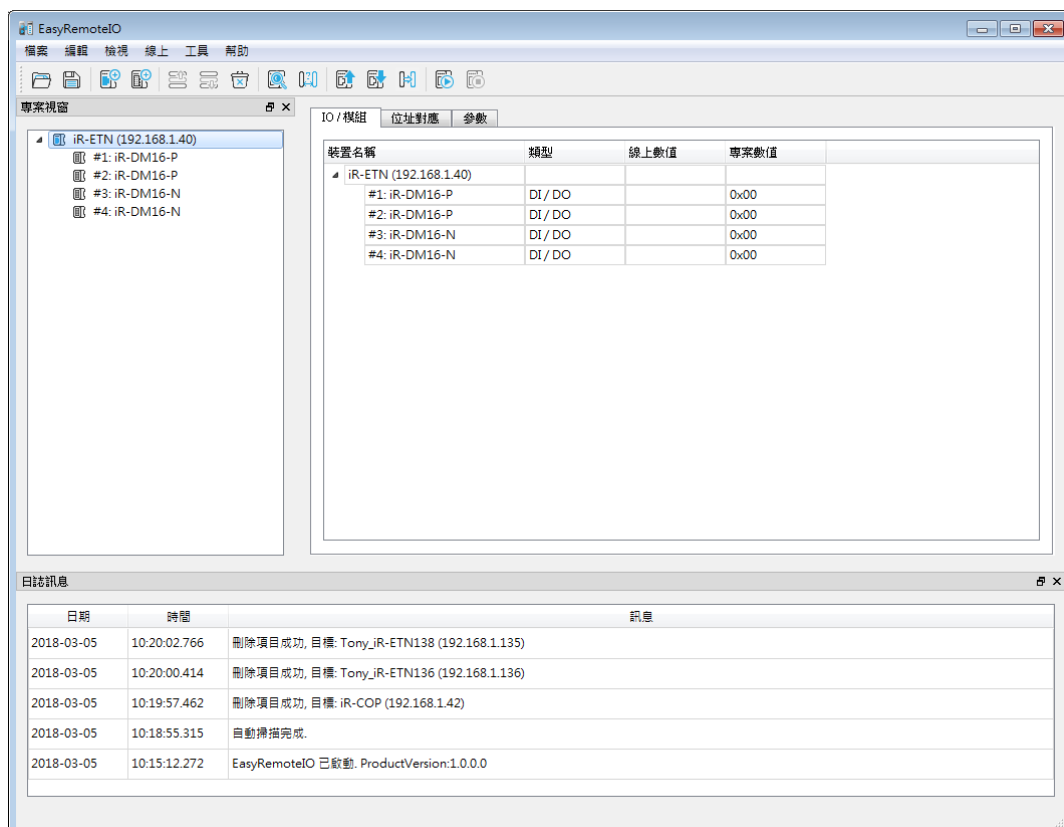 EasyRemoteIO
檔案 編輯 檢視 線上 工具 幫助
專案視窗
iR-ETN (192.168.1.40)
#1: iR-DM16-P
#2: iR-DM16-P
#3: iR-DM16-N
#4: iR-DM16-N
IO / 模組 位址對應 參數
裝置名稱 類型 線上數值 專案數值
iR-ETN (192.168.1.40)
#1: iR-DM16-P DI / DO 0x00
#2: iR-DM16-P DI / DO 0x00
#3: iR-DM16-N DI / DO 0x00
#4: iR-DM16-N DI / DO 0x00
日誌訊息
日期 時間 訊息
2018-03-05 10:20:02.766 刪除項目成功, 目標: Tony_iR-ETN138 (192.168.1.135)
2018-03-05 10:20:00.414 刪除項目成功, 目標: Tony_iR-ETN136 (192.168.1.136)
2018-03-05 10:19:57.462 刪除項目成功, 目標: iR-COP (192.168.1.42)
2018-03-05 10:18:55.315 自動掃描完成.
2018-03-05 10:15:12.272 EasyRemoteIO 已啟動. ProductVersion:1.0.0.0